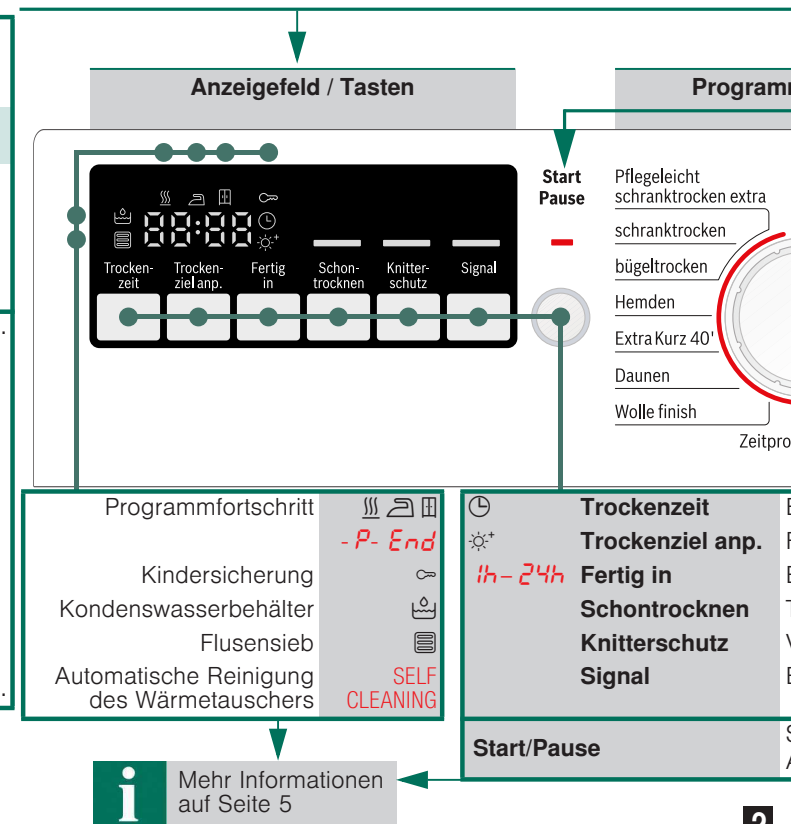 Anzeigefeld / Tasten
Start
Pause
Pflegeleicht
schranktrocken extra
schranktrocken
bügeltrocken
Hemden
Extra Kurz 40'
Daunen
Wolle finish
88:88
Trocken-
zeit
Trocken-
ziel anp.
Fertig
in
Schon-
trocknen
Knitter-
schutz
Signal
Programmfortschritt
- P - End
Kindersicherung
Kondenswasserbehälter
Flusensieb
Automatische Reinigung
des Wärmetauschers
SELF
CLEANING
Trockenzeit
Trockenziel anp.
1h – 24h Fertig in
Schontrocknen
Knitterschutz
Signal
Start/Pause
i
Mehr Informationen
auf Seite 5